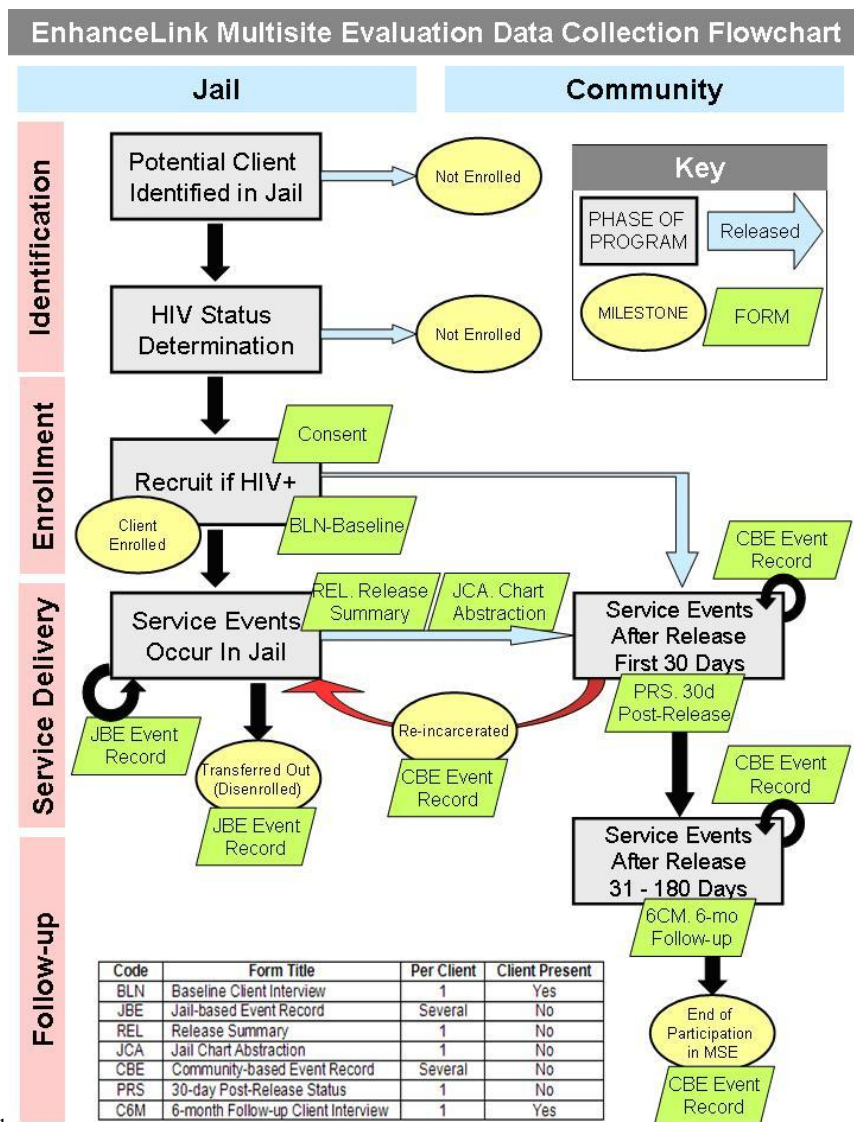 EnhanceLink Multisite Evaluation Data Collection Flowchart
Jail
Community
Identification
Potential Client
Identified in Jail
Not Enrolled
Key
PHASE OF
PROGRAM
Released
MILESTONE
FORM
HIV Status
Determination
Not Enrolled
Enrollment
Consent
Recruit if HIV+
Client
Enrolled
BLN-Baseline
CBE Event
Record
Service Delivery
Service Events
Occur In Jail
REL. Release
Summary
JCA. Chart
Abstraction
Service Events
After Release
First 30 Days
PRS. 30d
Post-Release
JBE Event
Record
Re-incarcerated
CBE Event
Record
Transferred Out
(Disenrolled)
JBE Event
Record
CBE Event
Record
Service Events
After Release
31 - 180 Days
6CM. 6-mo
Follow-up
Follow-up
Code Form Title Per Client Client Present
BLN Baseline Client Interview 1 Yes
JBE Jail-based Event Record Several No
REL Release Summary 1 No
JCA Jail Chart Abstraction 1 No
CBE Community-based Event Record Several No
PRS 30-day Post-Release Status 1 No
C6M 6-month Follow-up Client Interview 1 Yes
End of
Participation
in MSE
CBE Event
Record